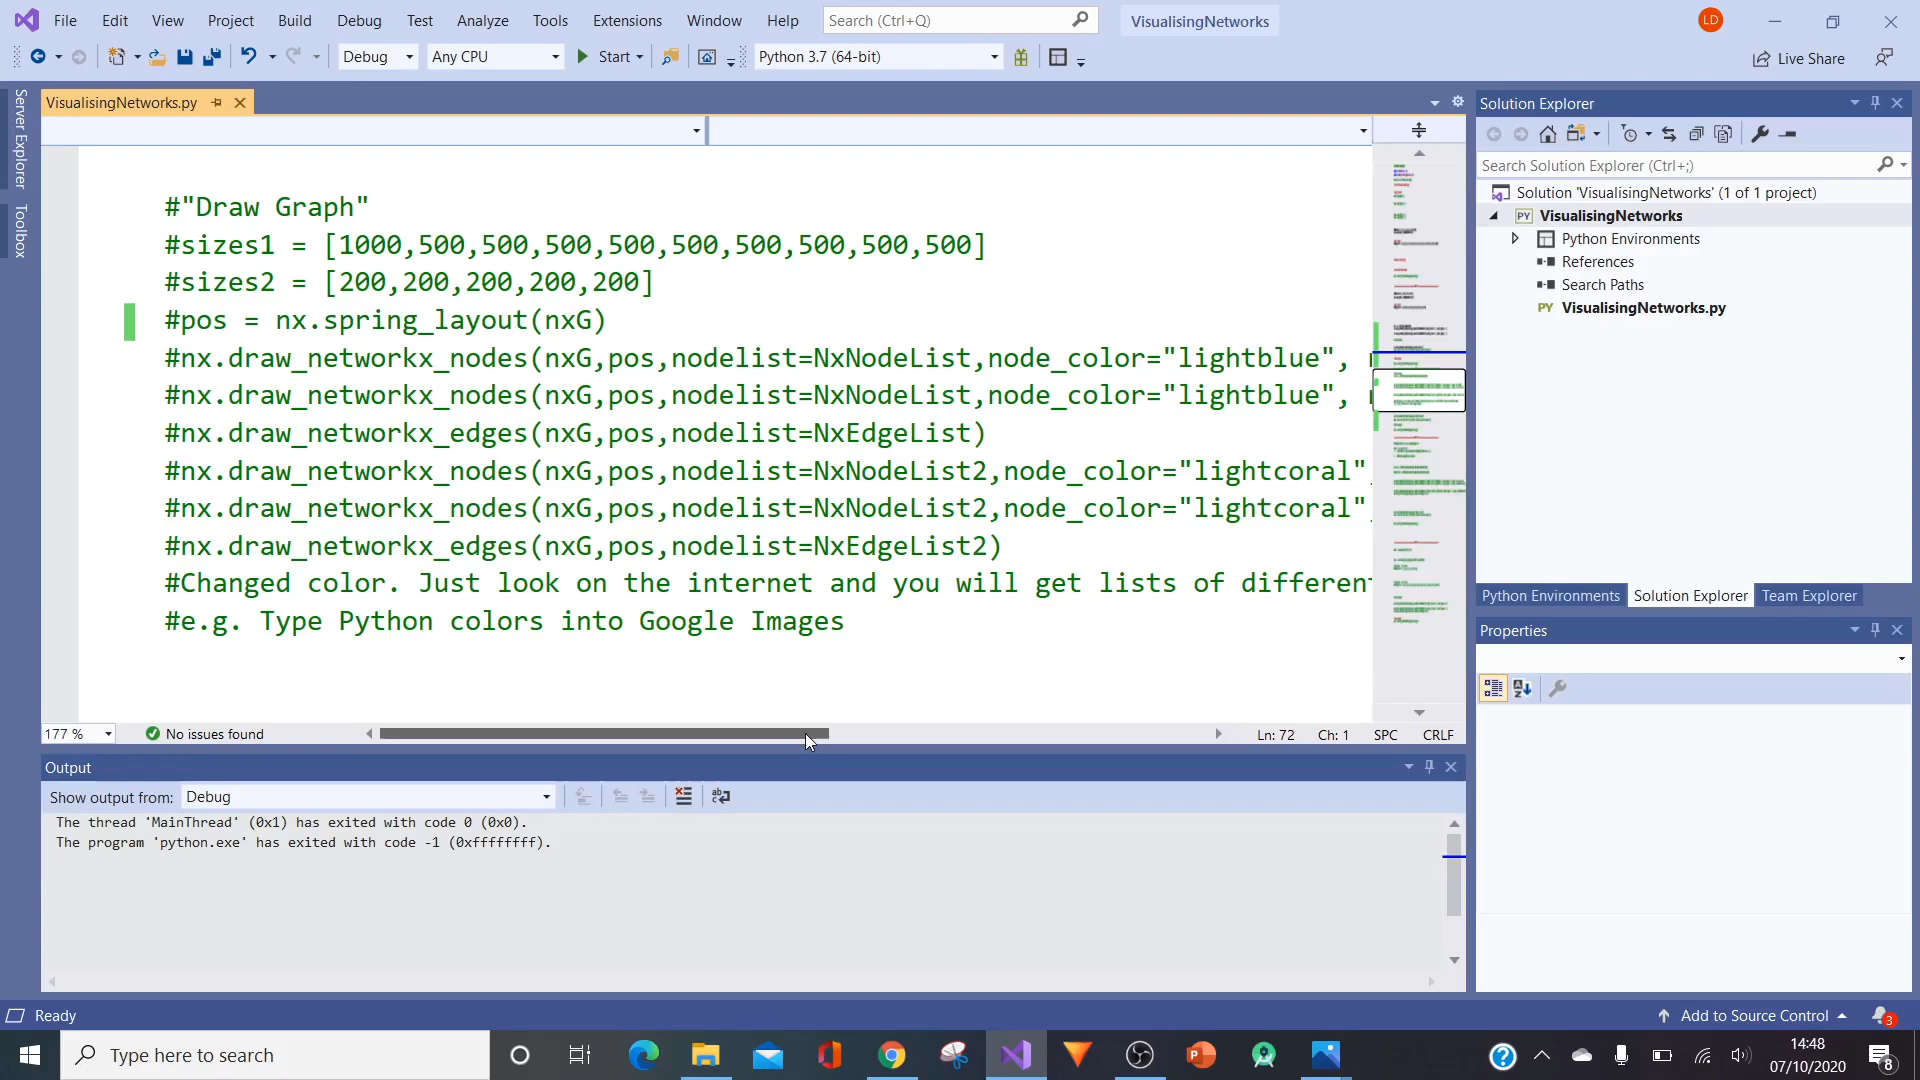 File Edit View Project Build Debug Test Analyze Tools Extensions Window Help Search (Ctrl+Q) VisualisingNetworks LD
Debug Any CPU Start Python 3.7 (64-bit) Live Share
Server Explorer
Toolbox
VisualisingNetworks.py
#"Draw Graph"
#sizes1 = [1000,500,500,500,500,500,500,500,500,500]
#sizes2 = [200,200,200,200,200]
#pos = nx.spring_layout(nxG)
#nx.draw_networkx_nodes(nxG,pos,nodelist=NxNodeList,node_color="lightblue",
#nx.draw_networkx_nodes(nxG,pos,nodelist=NxNodeList,node_color="lightblue",
#nx.draw_networkx_edges(nxG,pos,nodelist=NxEdgeList)
#nx.draw_networkx_nodes(nxG,pos,nodelist=NxNodeList2,node_color="lightcoral",
#nx.draw_networkx_nodes(nxG,pos,nodelist=NxNodeList2,node_color="lightcoral",
#nx.draw_networkx_edges(nxG,pos,nodelist=NxEdgeList2)
#Changed color. Just look on the internet and you will get lists of different
#e.g. Type Python colors into Google Images
177 % No issues found Ln: 72 Ch: 1 SPC CRLF
Output
Show output from: Debug
The thread 'MainThread' (0x1) has exited with code 0 (0x0).
The program 'python.exe' has exited with code -1 (0xffffffff).
Solution Explorer
Search Solution Explorer (Ctrl+;)
Solution 'VisualisingNetworks' (1 of 1 project)
PY VisualisingNetworks
Python Environments
References
Search Paths
PY VisualisingNetworks.py
Python Environments Solution Explorer Team Explorer
Properties
Ready Add to Source Control 3
Type here to search
14:48
07/10/2020
8